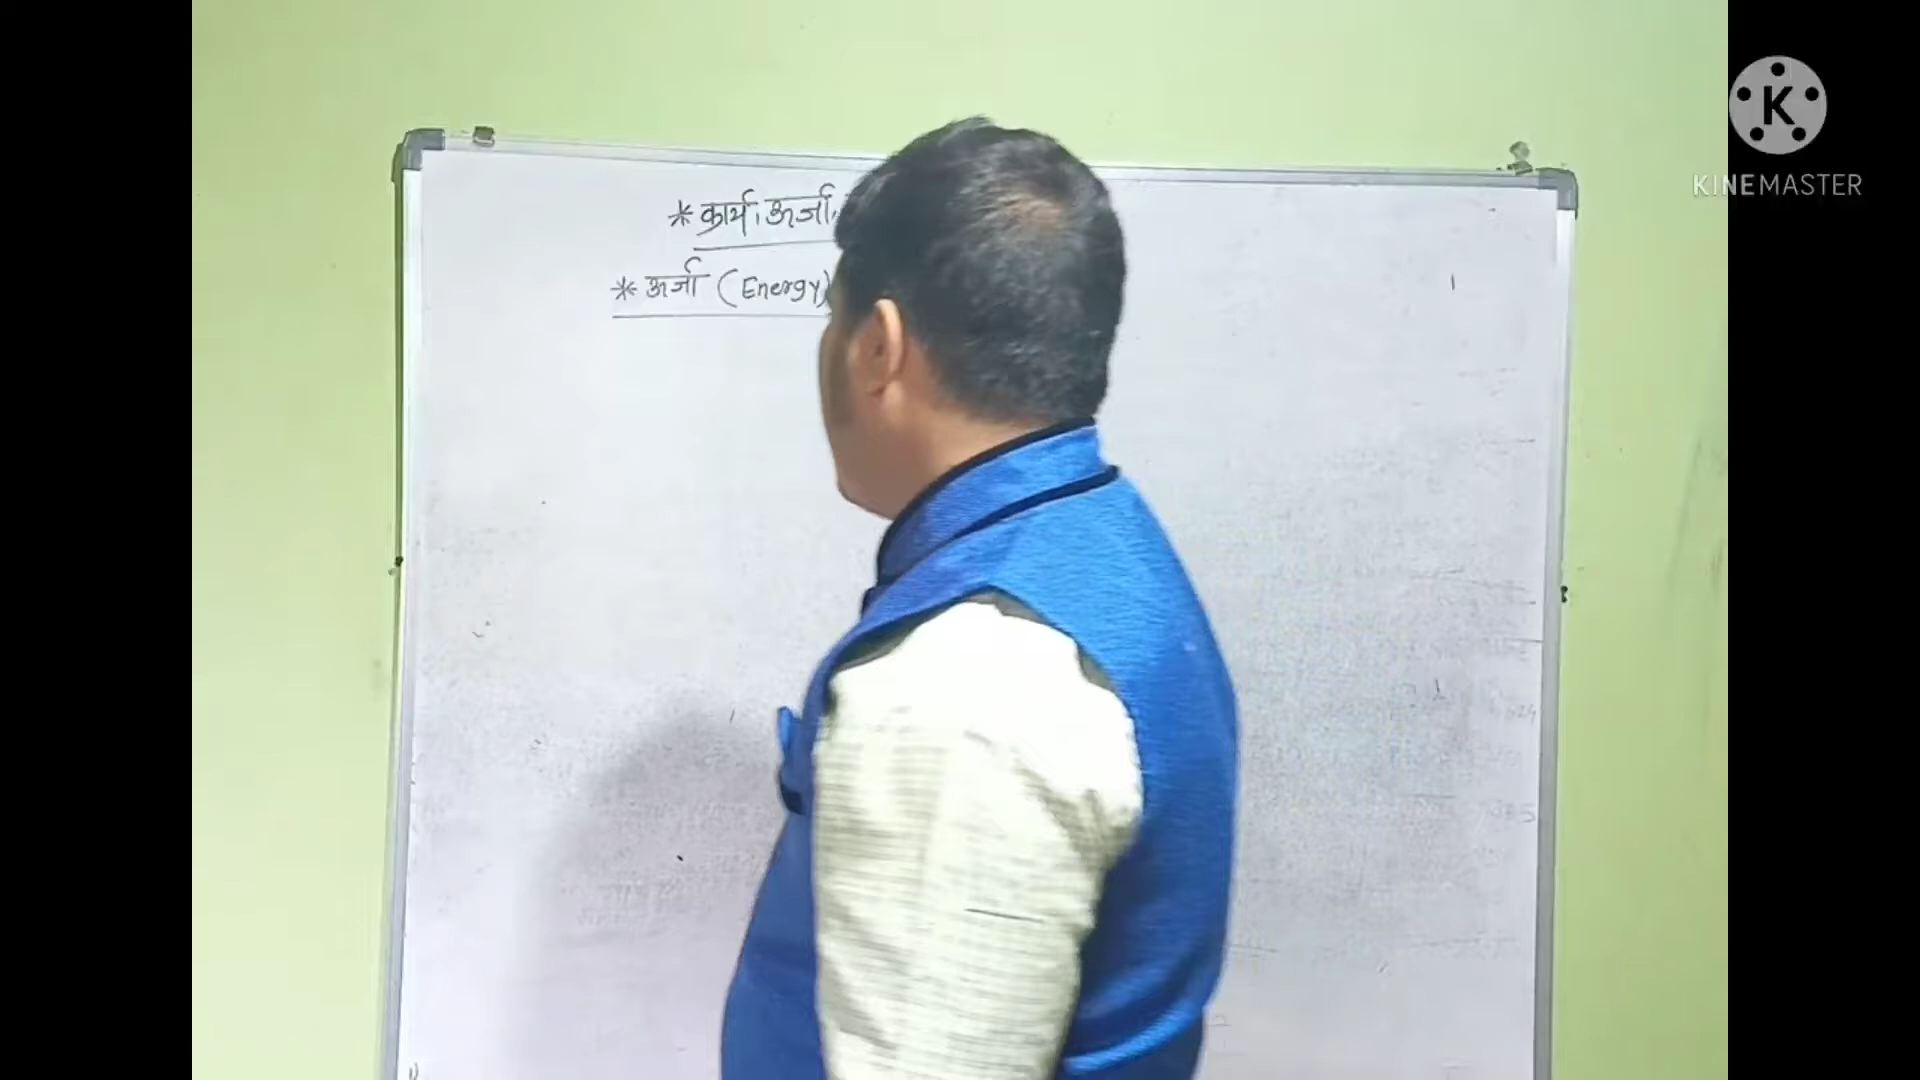 * कार्य, ऊर्जा,
* ऊर्जा (Energy)
KINEMASTER